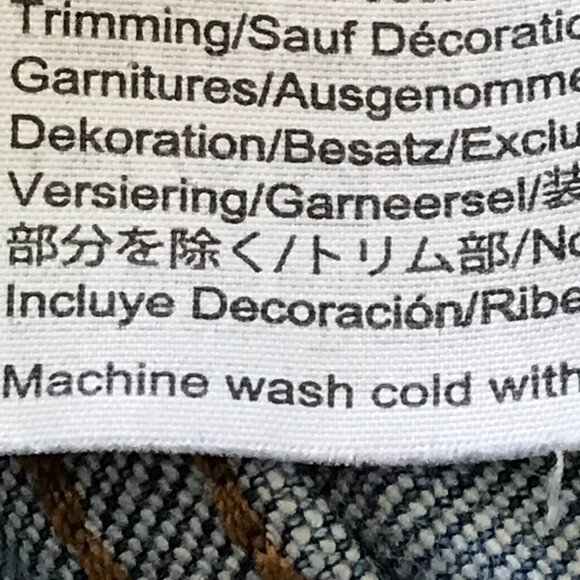 Trimming/Sauf Décoratio
Garnitures/Ausgenomme
Dekoration/Besatz/Exclu
Versiering/Garneersel/装
部分を除く/トリム部/No
Incluye Decoración/Ribe
Machine wash cold with